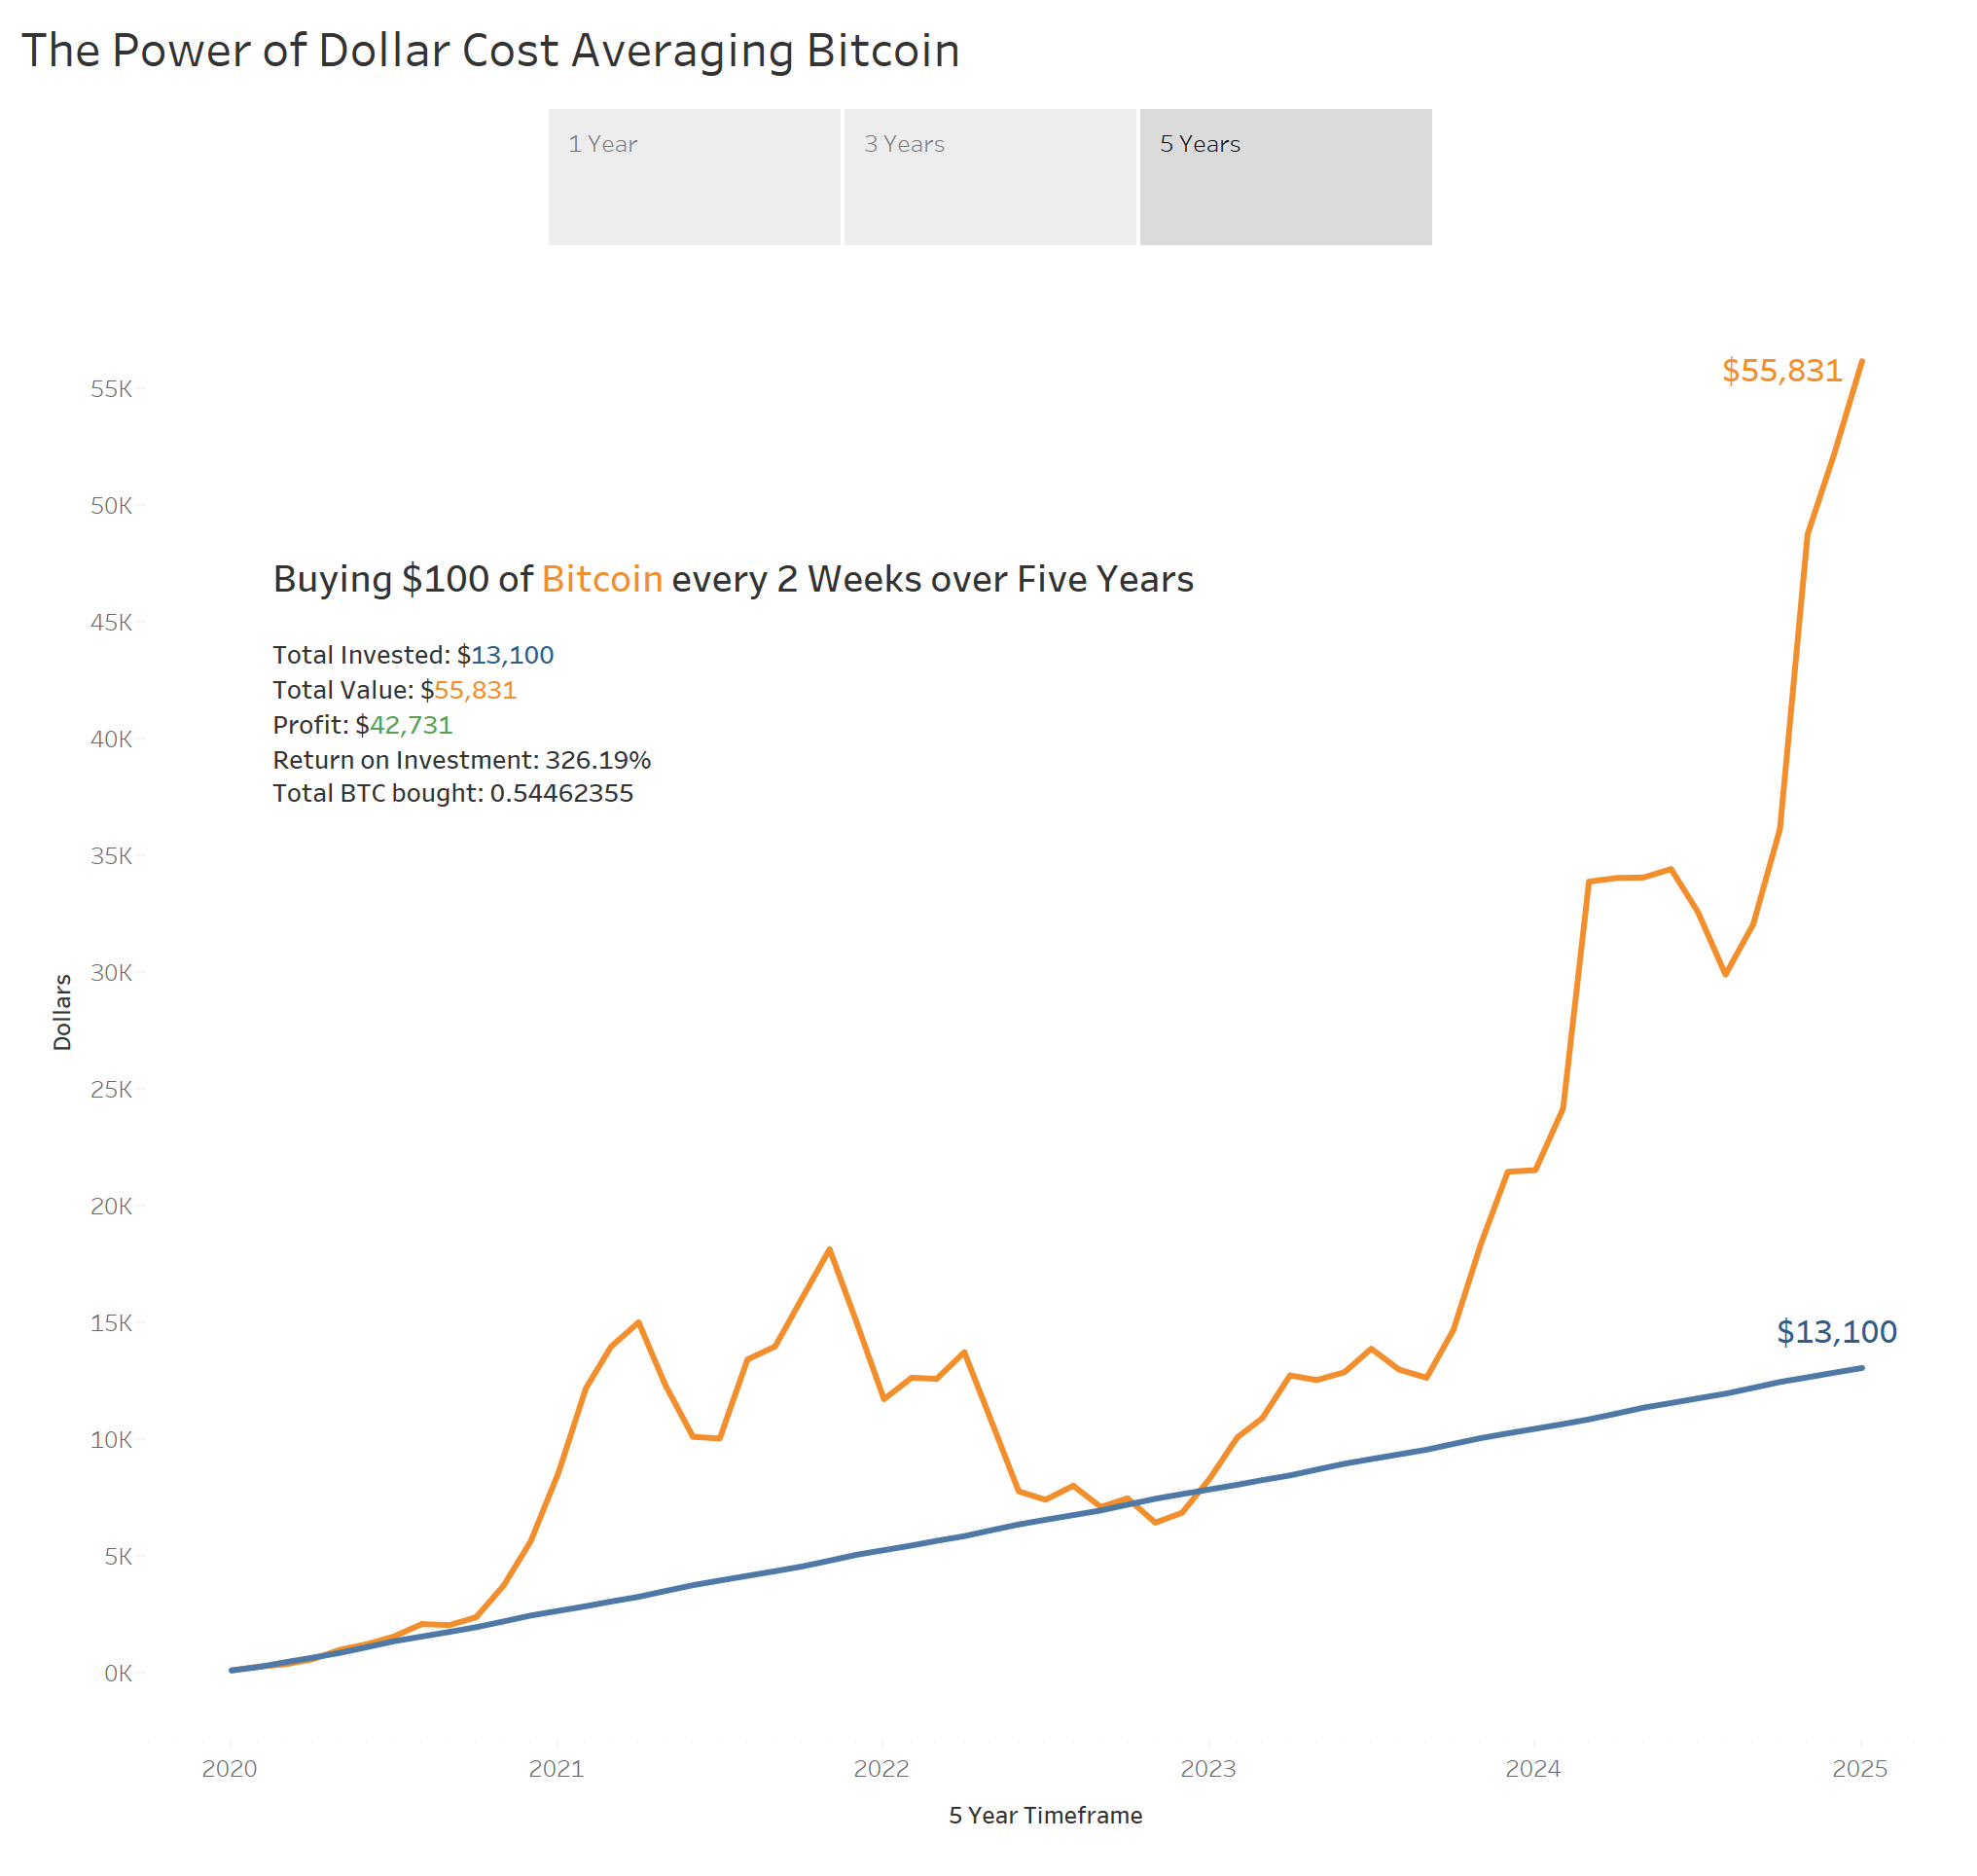 The Power of Dollar Cost Averaging Bitcoin
1 Year
3 Years
5 Years
$55,831
55K
50K
Buying $100 of Bitcoin every 2 Weeks over Five Years
45K
Total Invested: $13,100
Total Value: $55,831
Profit: $42,731
Return on Investment: 326.19%
Total BTC bought: 0.54462355
40K
35K
30K
Dollars
25K
20K
15K
$13,100
10K
5K
0K
2020
2021
2022
2023
2024
2025
5 Year Timeframe